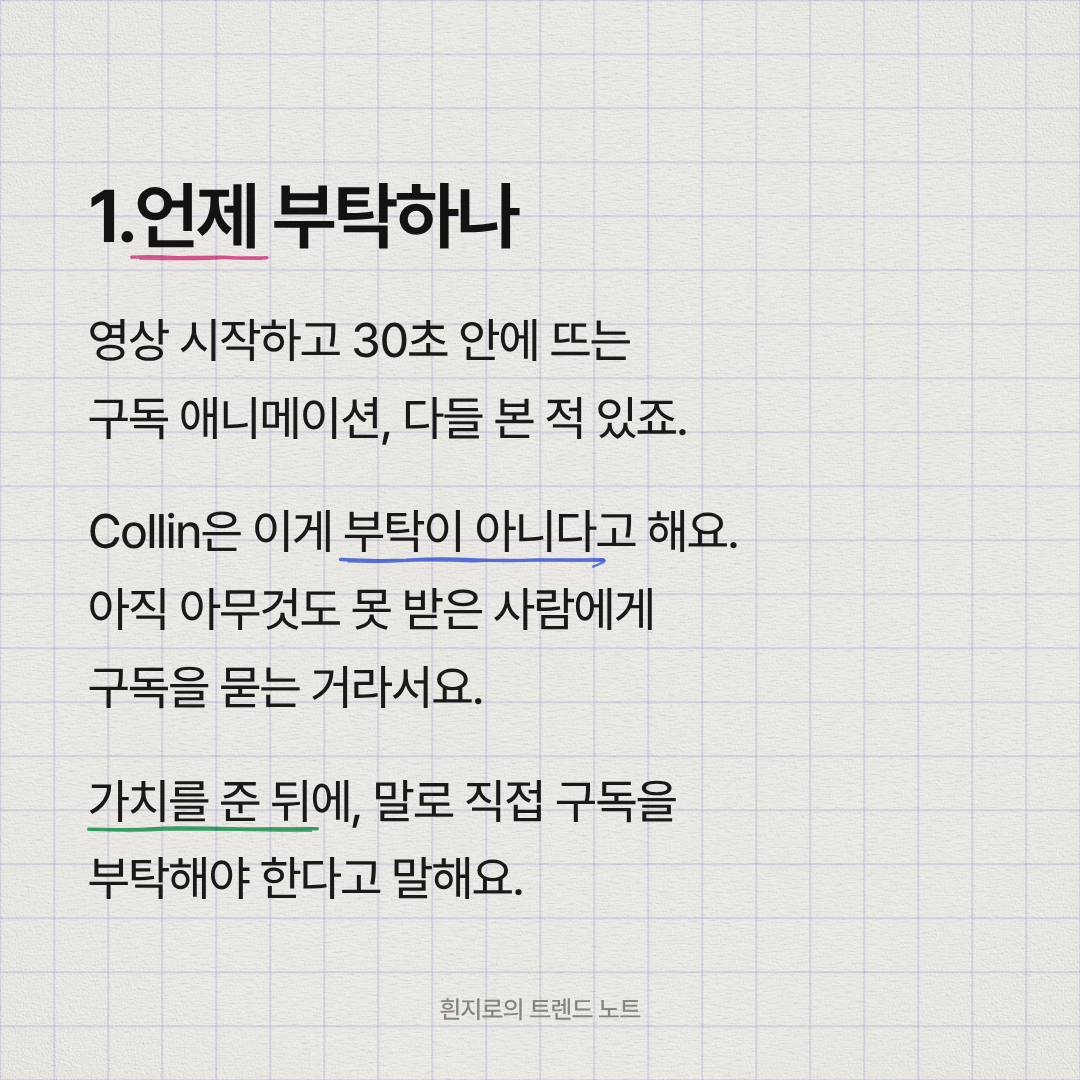 1.언제 부탁하나
영상 시작하고 30초 안에 뜨는
구독 애니메이션, 다들 본 적 있죠.
Collin은 이게 부탁이 아니다고 해요.
아직 아무것도 못 받은 사람에게
구독을 묻는 거라서요.
가치를 준 뒤에, 말로 직접 구독을
부탁해야 한다고 말해요.
흰지로의 트렌드 노트